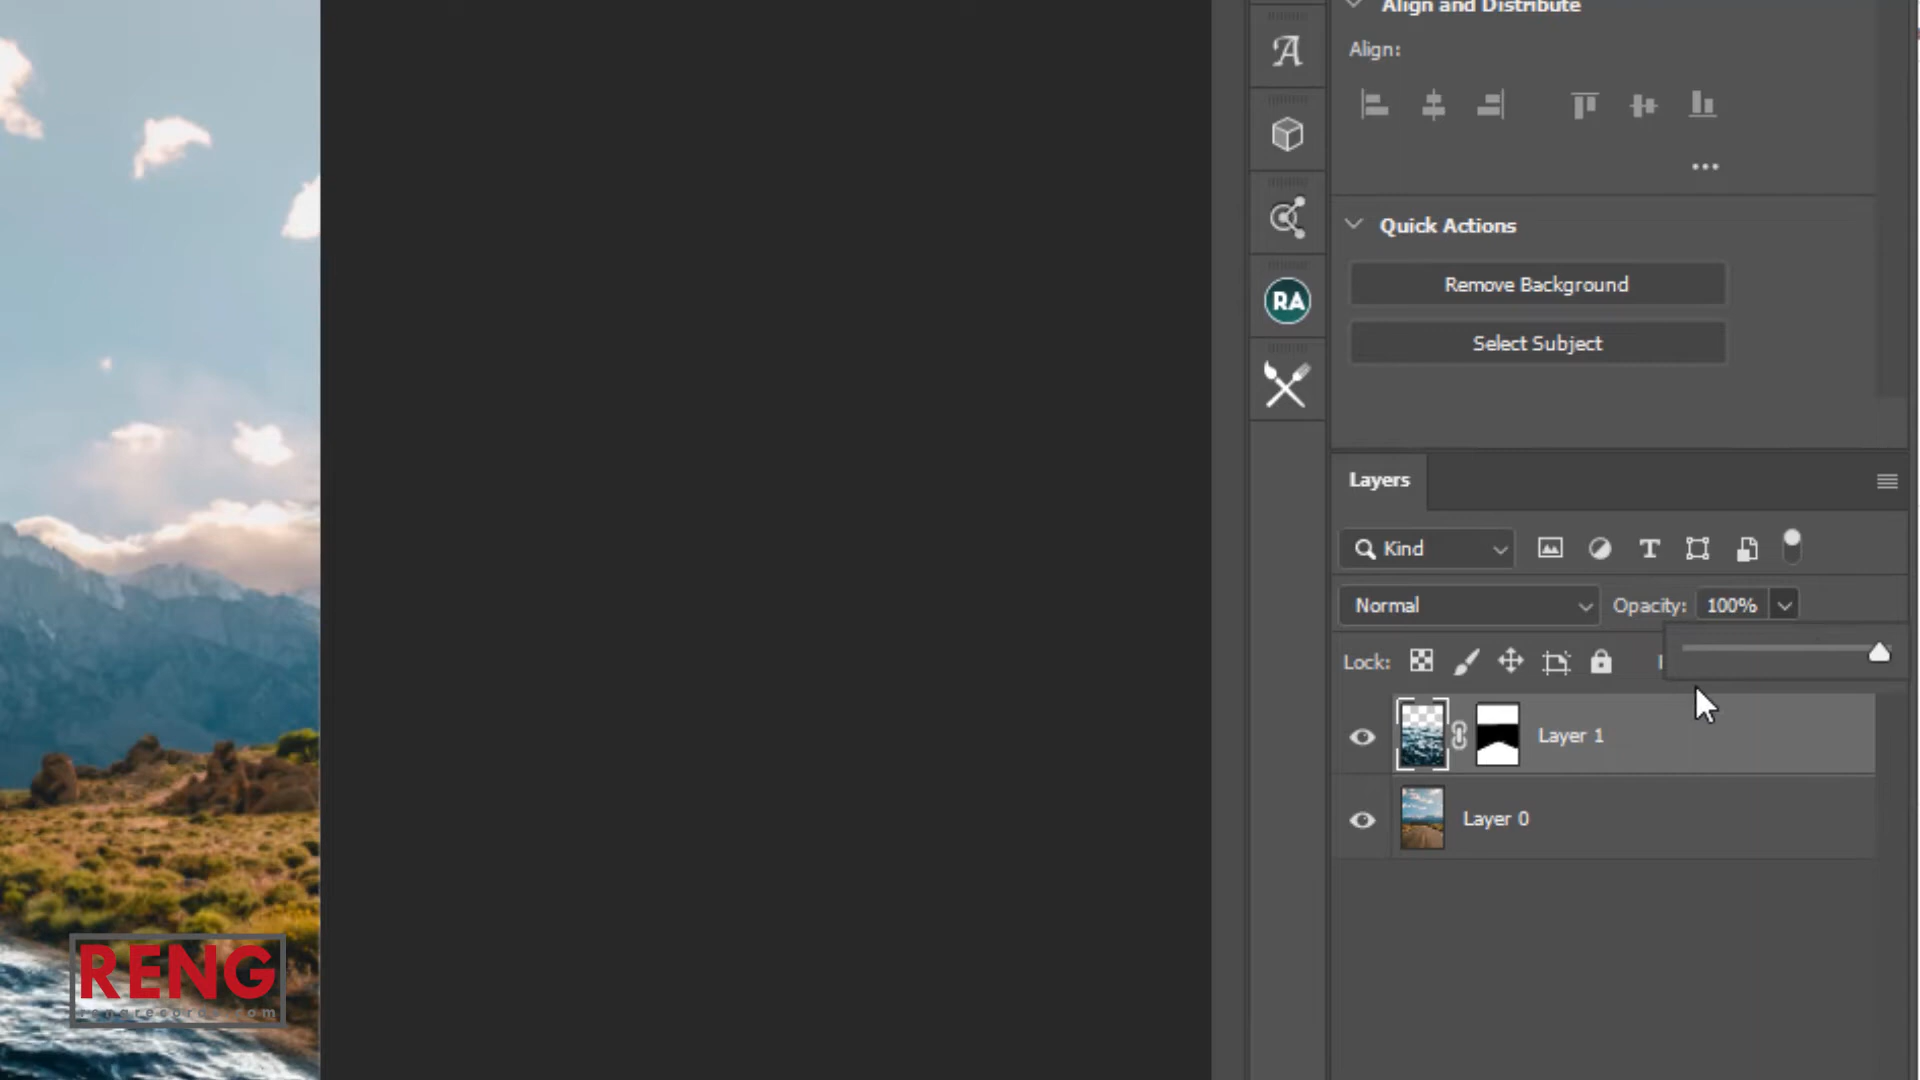 Align and Distribute
Align:
A
RA
Quick Actions
Remove Background
Select Subject
Layers
Kind
T
Normal
Opacity: 100%
Lock:
Layer 1
Layer 0
RENG